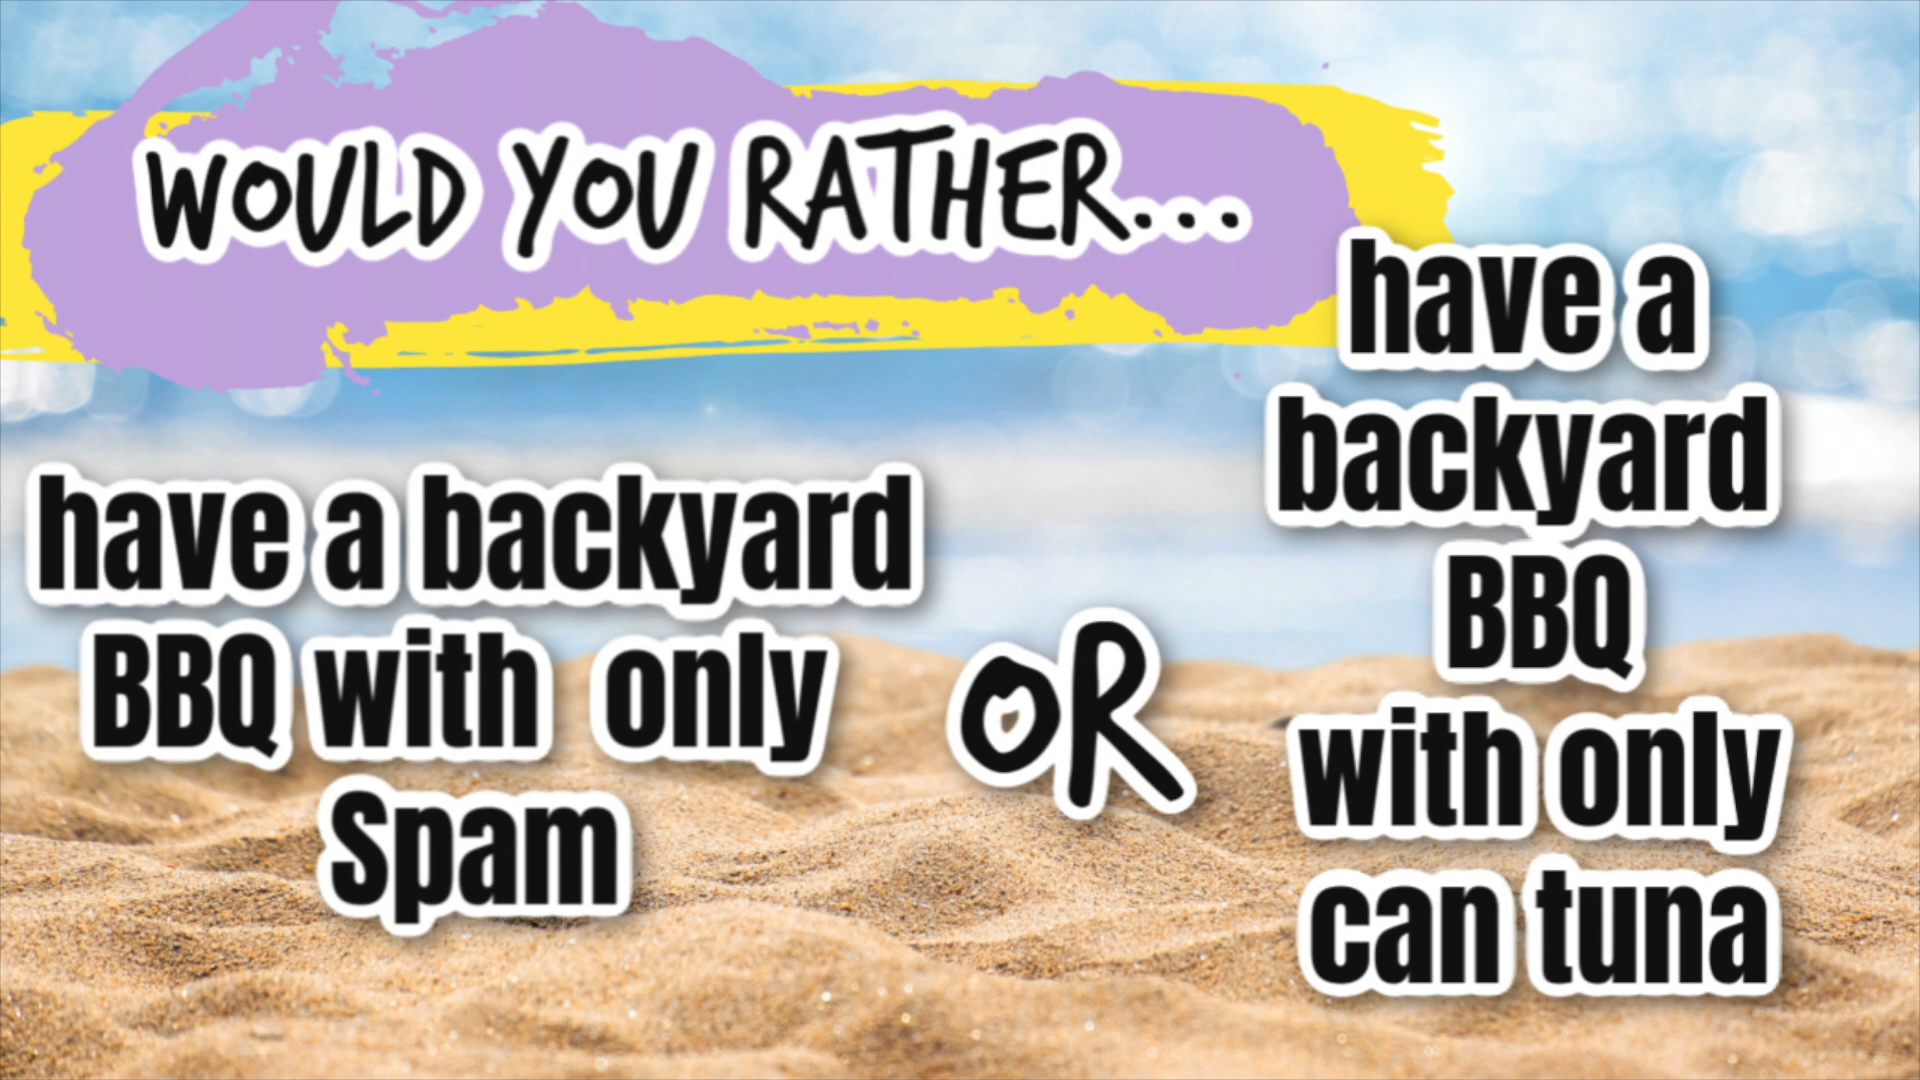 WOULD YOU RATHER...
have a backyard
BBQ with only
Spam
OR
have a
backyard
BBQ
with only
can tuna